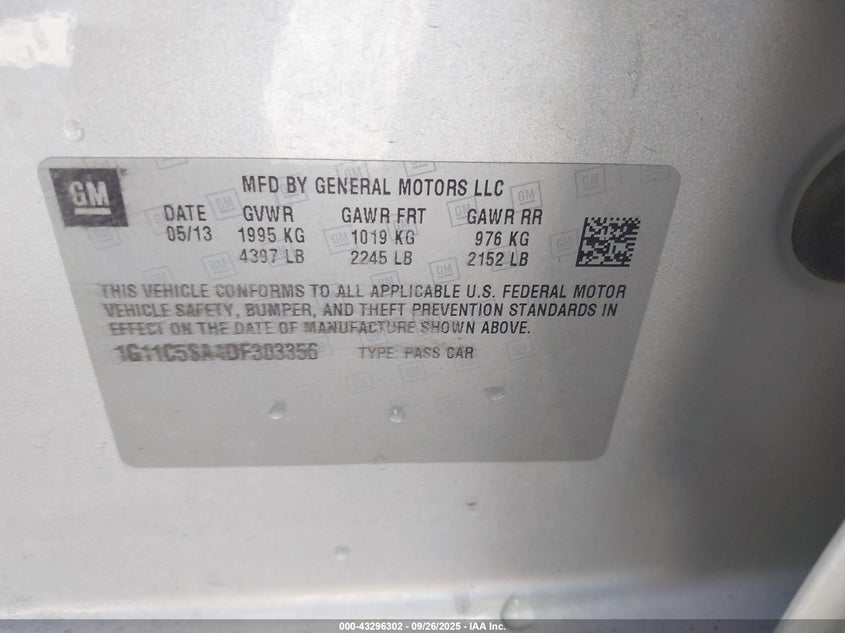 GM
MFD BY GENERAL MOTORS LLC
DATE GVWR GAWR FRT GAWR RR
05/13 1995 KG 1019 KG 976 KG
4397 LB 2245 LB 2152 LB
THIS VEHICLE CONFORMS TO ALL APPLICABLE U.S. FEDERAL MOTOR
VEHICLE SAFETY, BUMPER, AND THEFT PREVENTION STANDARDS IN
EFFECT ON THE DATE OF MANUFACTURE SHOWN ABOVE.
1G11C5SA4DF303356 TYPE: PASS CAR
000-43296302 - 09/26/2025 - IAA Inc.